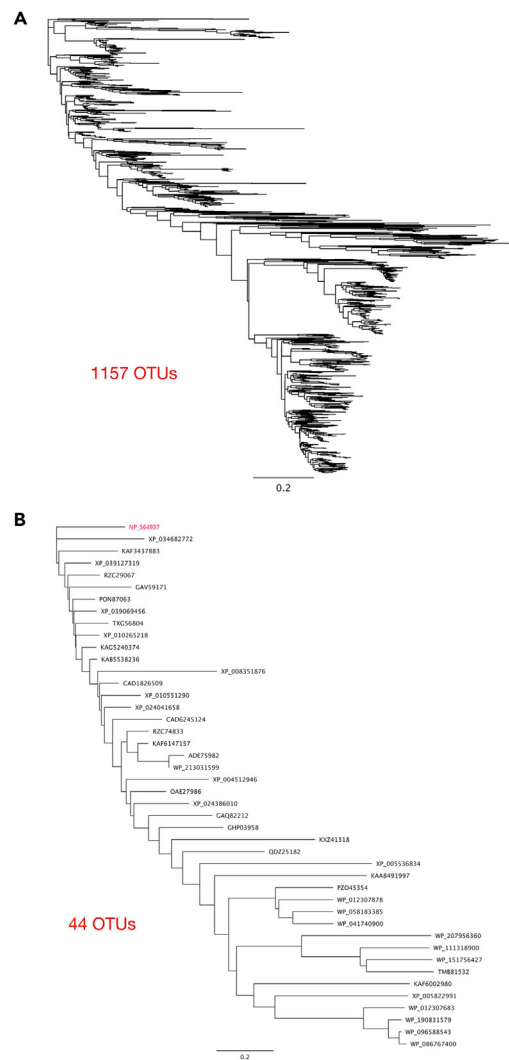 A
1157 OTUs
0.2
B
NP_564937
XP_034682772
KAF3437883
XP_039127319
RZC29067
GAV59171
PON87063
XP_039069456
TXG56804
XP_010265218
KAG5240374
KAB5538236
XP_008351876
CAD1826509
XP_010551290
XP_024041658
CAD6245124
RZC74833
KAF6147157
ADE75982
WP_213031599
XP_004512946
OAE27986
XP_024386010
GAQ82212
GHP03958
KXZ41318
QDZ25182
XP_005536834
KAA8491997
PZO45354
WP_012307878
WP_058183385
WP_041740900
44 OTUs
WP_207956360
WP_111318900
WP_151756427
TMB81532
KAF6002980
XP_005822991
WP_012307683
WP_190831579
WP_096588543
WP_086767400
0.2